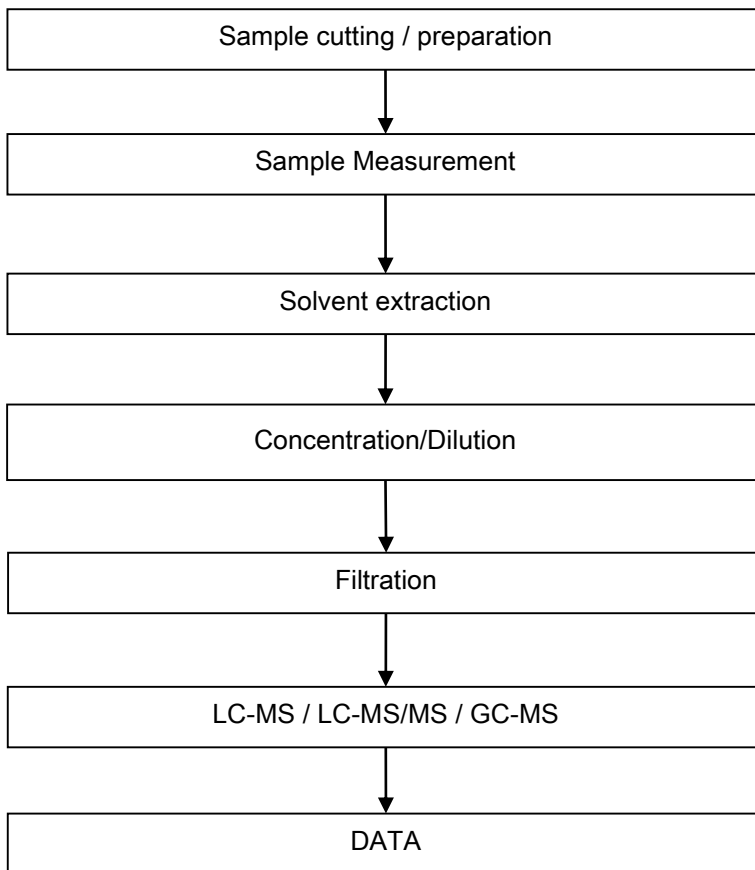 Sample cutting / preparation
Sample Measurement
Solvent extraction
Concentration/Dilution
Filtration
LC-MS / LC-MS/MS / GC-MS
DATA